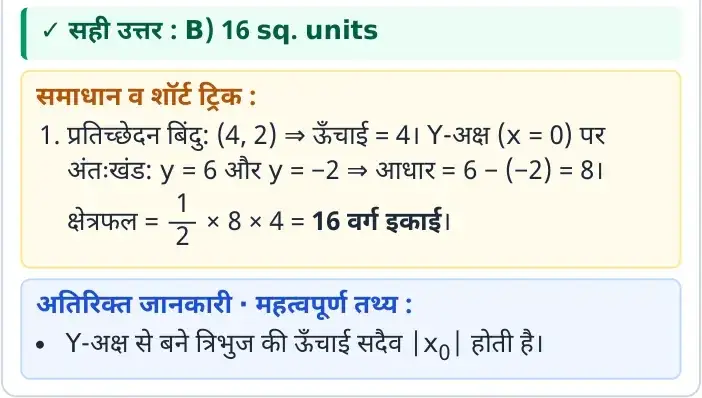 ✓ सही उत्तर : B) 16 sq. units
समाधान व शॉर्ट ट्रिक :
1. प्रतिच्छेदन बिंदु: (4, 2) ⇒ ऊँचाई = 4। Y-अक्ष (x = 0) पर
अंतःखंड: y = 6 और y = −2 ⇒ आधार = 6 − (−2) = 8।
क्षेत्रफल = 1/2 × 8 × 4 = 16 वर्ग इकाई।
अतिरिक्त जानकारी · महत्वपूर्ण तथ्य :
• Y-अक्ष से बने त्रिभुज की ऊँचाई सदैव |x₀| होती है।